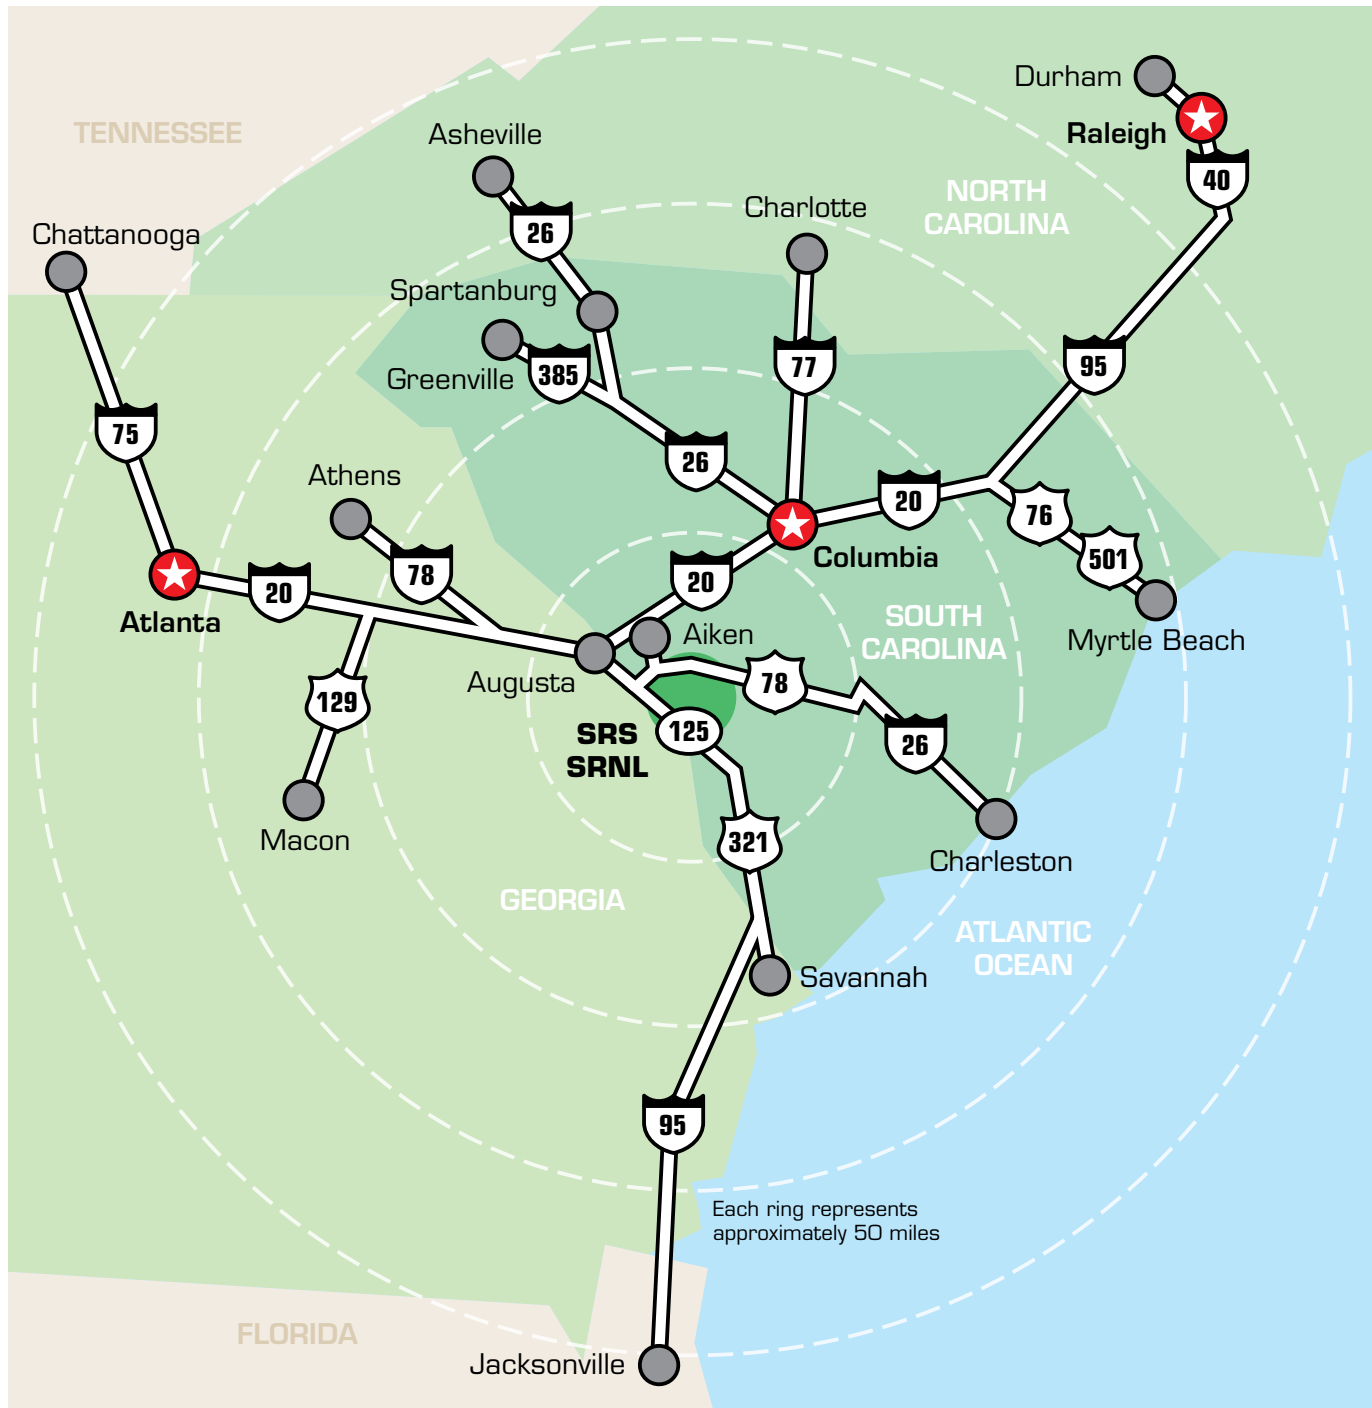 Durham
Raleigh
40
TENNESSEE
Asheville
NORTH
CAROLINA
Chattanooga
26
Charlotte
Spartanburg
Greenville
385
77
95
75
26
Athens
20
76
501
Columbia
78
20
20
Atlanta
SOUTH
CAROLINA
Aiken
Myrtle Beach
Augusta
78
129
SRS
SRNL
125
26
Macon
321
Charleston
GEORGIA
ATLANTIC
OCEAN
Savannah
95
Each ring represents
approximately 50 miles
FLORIDA
Jacksonville